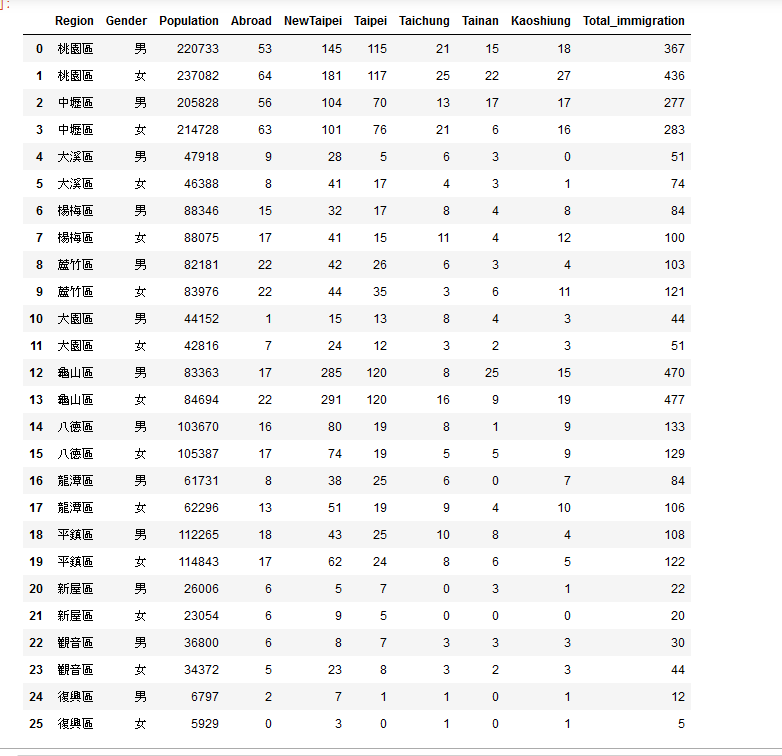 ]:
Region Gender Population Abroad NewTaipei Taipei Taichung Tainan Kaoshiung Total_immigration
0 桃園區 男 220733 53 145 115 21 15 18 367
1 桃園區 女 237082 64 181 117 25 22 27 436
2 中壢區 男 205828 56 104 70 13 17 17 277
3 中壢區 女 214728 63 101 76 21 6 16 283
4 大溪區 男 47918 9 28 5 6 3 0 51
5 大溪區 女 46388 8 41 17 4 3 1 74
6 楊梅區 男 88346 15 32 17 8 4 8 84
7 楊梅區 女 88075 17 41 15 11 4 12 100
8 蘆竹區 男 82181 22 42 26 6 3 4 103
9 蘆竹區 女 83976 22 44 35 3 6 11 121
10 大園區 男 44152 1 15 13 8 4 3 44
11 大園區 女 42816 7 24 12 3 2 3 51
12 龜山區 男 83363 17 285 120 8 25 15 470
13 龜山區 女 84694 22 291 120 16 9 19 477
14 八德區 男 103670 16 80 19 8 1 9 133
15 八德區 女 105387 17 74 19 5 5 9 129
16 龍潭區 男 61731 8 38 25 6 0 7 84
17 龍潭區 女 62296 13 51 19 9 4 10 106
18 平鎮區 男 112265 18 43 25 10 8 4 108
19 平鎮區 女 114843 17 62 24 8 6 5 122
20 新屋區 男 26006 6 5 7 0 3 1 22
21 新屋區 女 23054 6 9 5 0 0 0 20
22 觀音區 男 36800 6 8 7 3 3 3 30
23 觀音區 女 34372 5 23 8 3 2 3 44
24 復興區 男 6797 2 7 1 1 0 1 12
25 復興區 女 5929 0 3 0 1 0 1 5